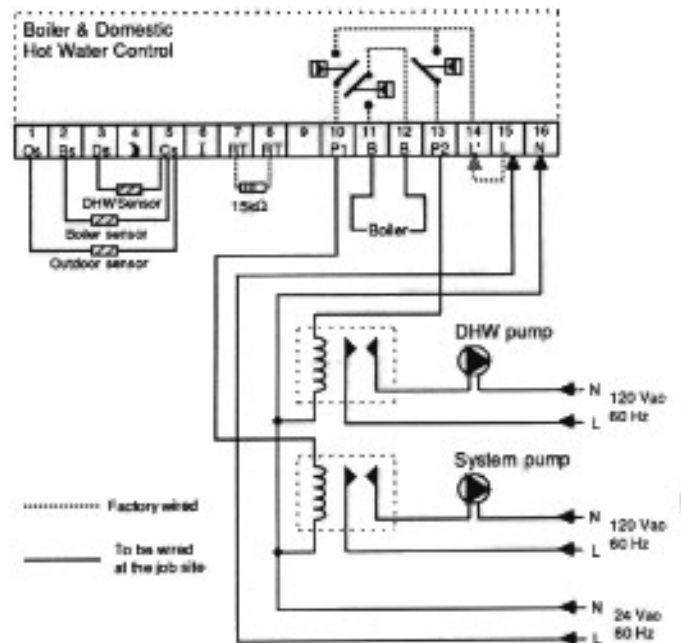 Boiler & Domestic
Hot Water Control
1 2 3 4 5 6 7 8 9 10 11 12 13 14 15 16
Os Bs Ds Cs I RT RT P1 B B P2 L' L N
DHW Sensor
15kΩ
Boiler
Boiler sensor
Outdoor sensor
DHW pump
N 120 Vac
L 60 Hz
System pump
N 120 Vac
L 60 Hz
Factory wired
To be wired
at the job site
N 24 Vac
L 60 Hz